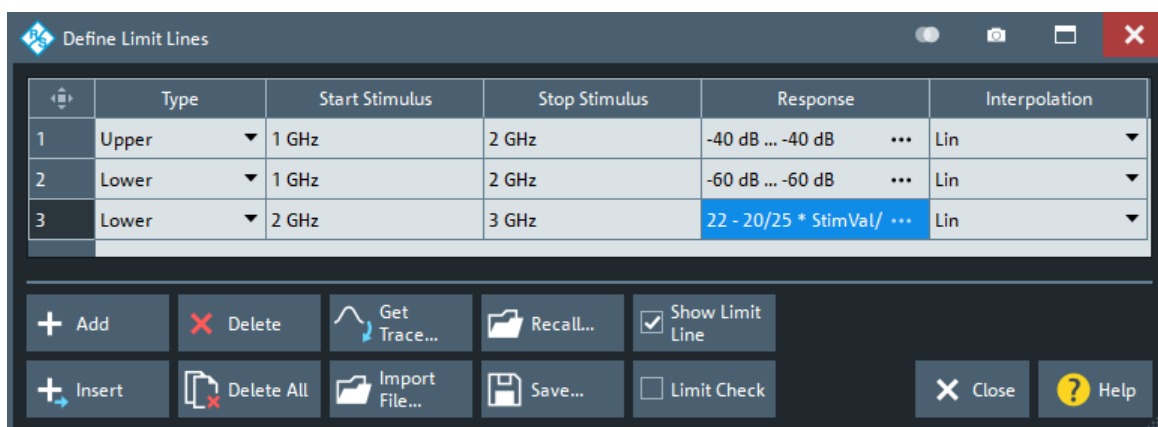 R/S Define Limit Lines
Type Start Stimulus Stop Stimulus Response Interpolation
1 Upper 1 GHz 2 GHz -40 dB ... -40 dB ... Lin
2 Lower 1 GHz 2 GHz -60 dB ... -60 dB ... Lin
3 Lower 2 GHz 3 GHz 22 - 20/25 * StimVal/ ... Lin
Add Delete Get Trace... Recall... Show Limit Line
Insert Delete All Import File... Save... Limit Check Close ? Help